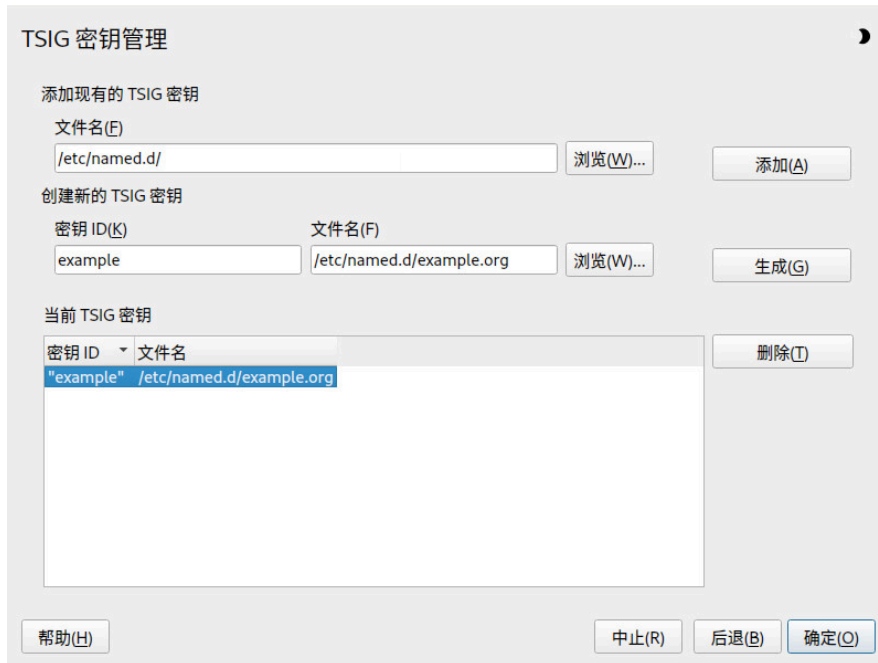 TSIG 密钥管理
添加现有的 TSIG 密钥
文件名(F)
/etc/named.d/
浏览(W)...
添加(A)
创建新的 TSIG 密钥
密钥 ID(K) 文件名(F)
example /etc/named.d/example.org 浏览(W)... 生成(G)
当前 TSIG 密钥
密钥 ID 文件名 删除(T)
"example" /etc/named.d/example.org
帮助(H) 中止(R) 后退(B) 确定(O)